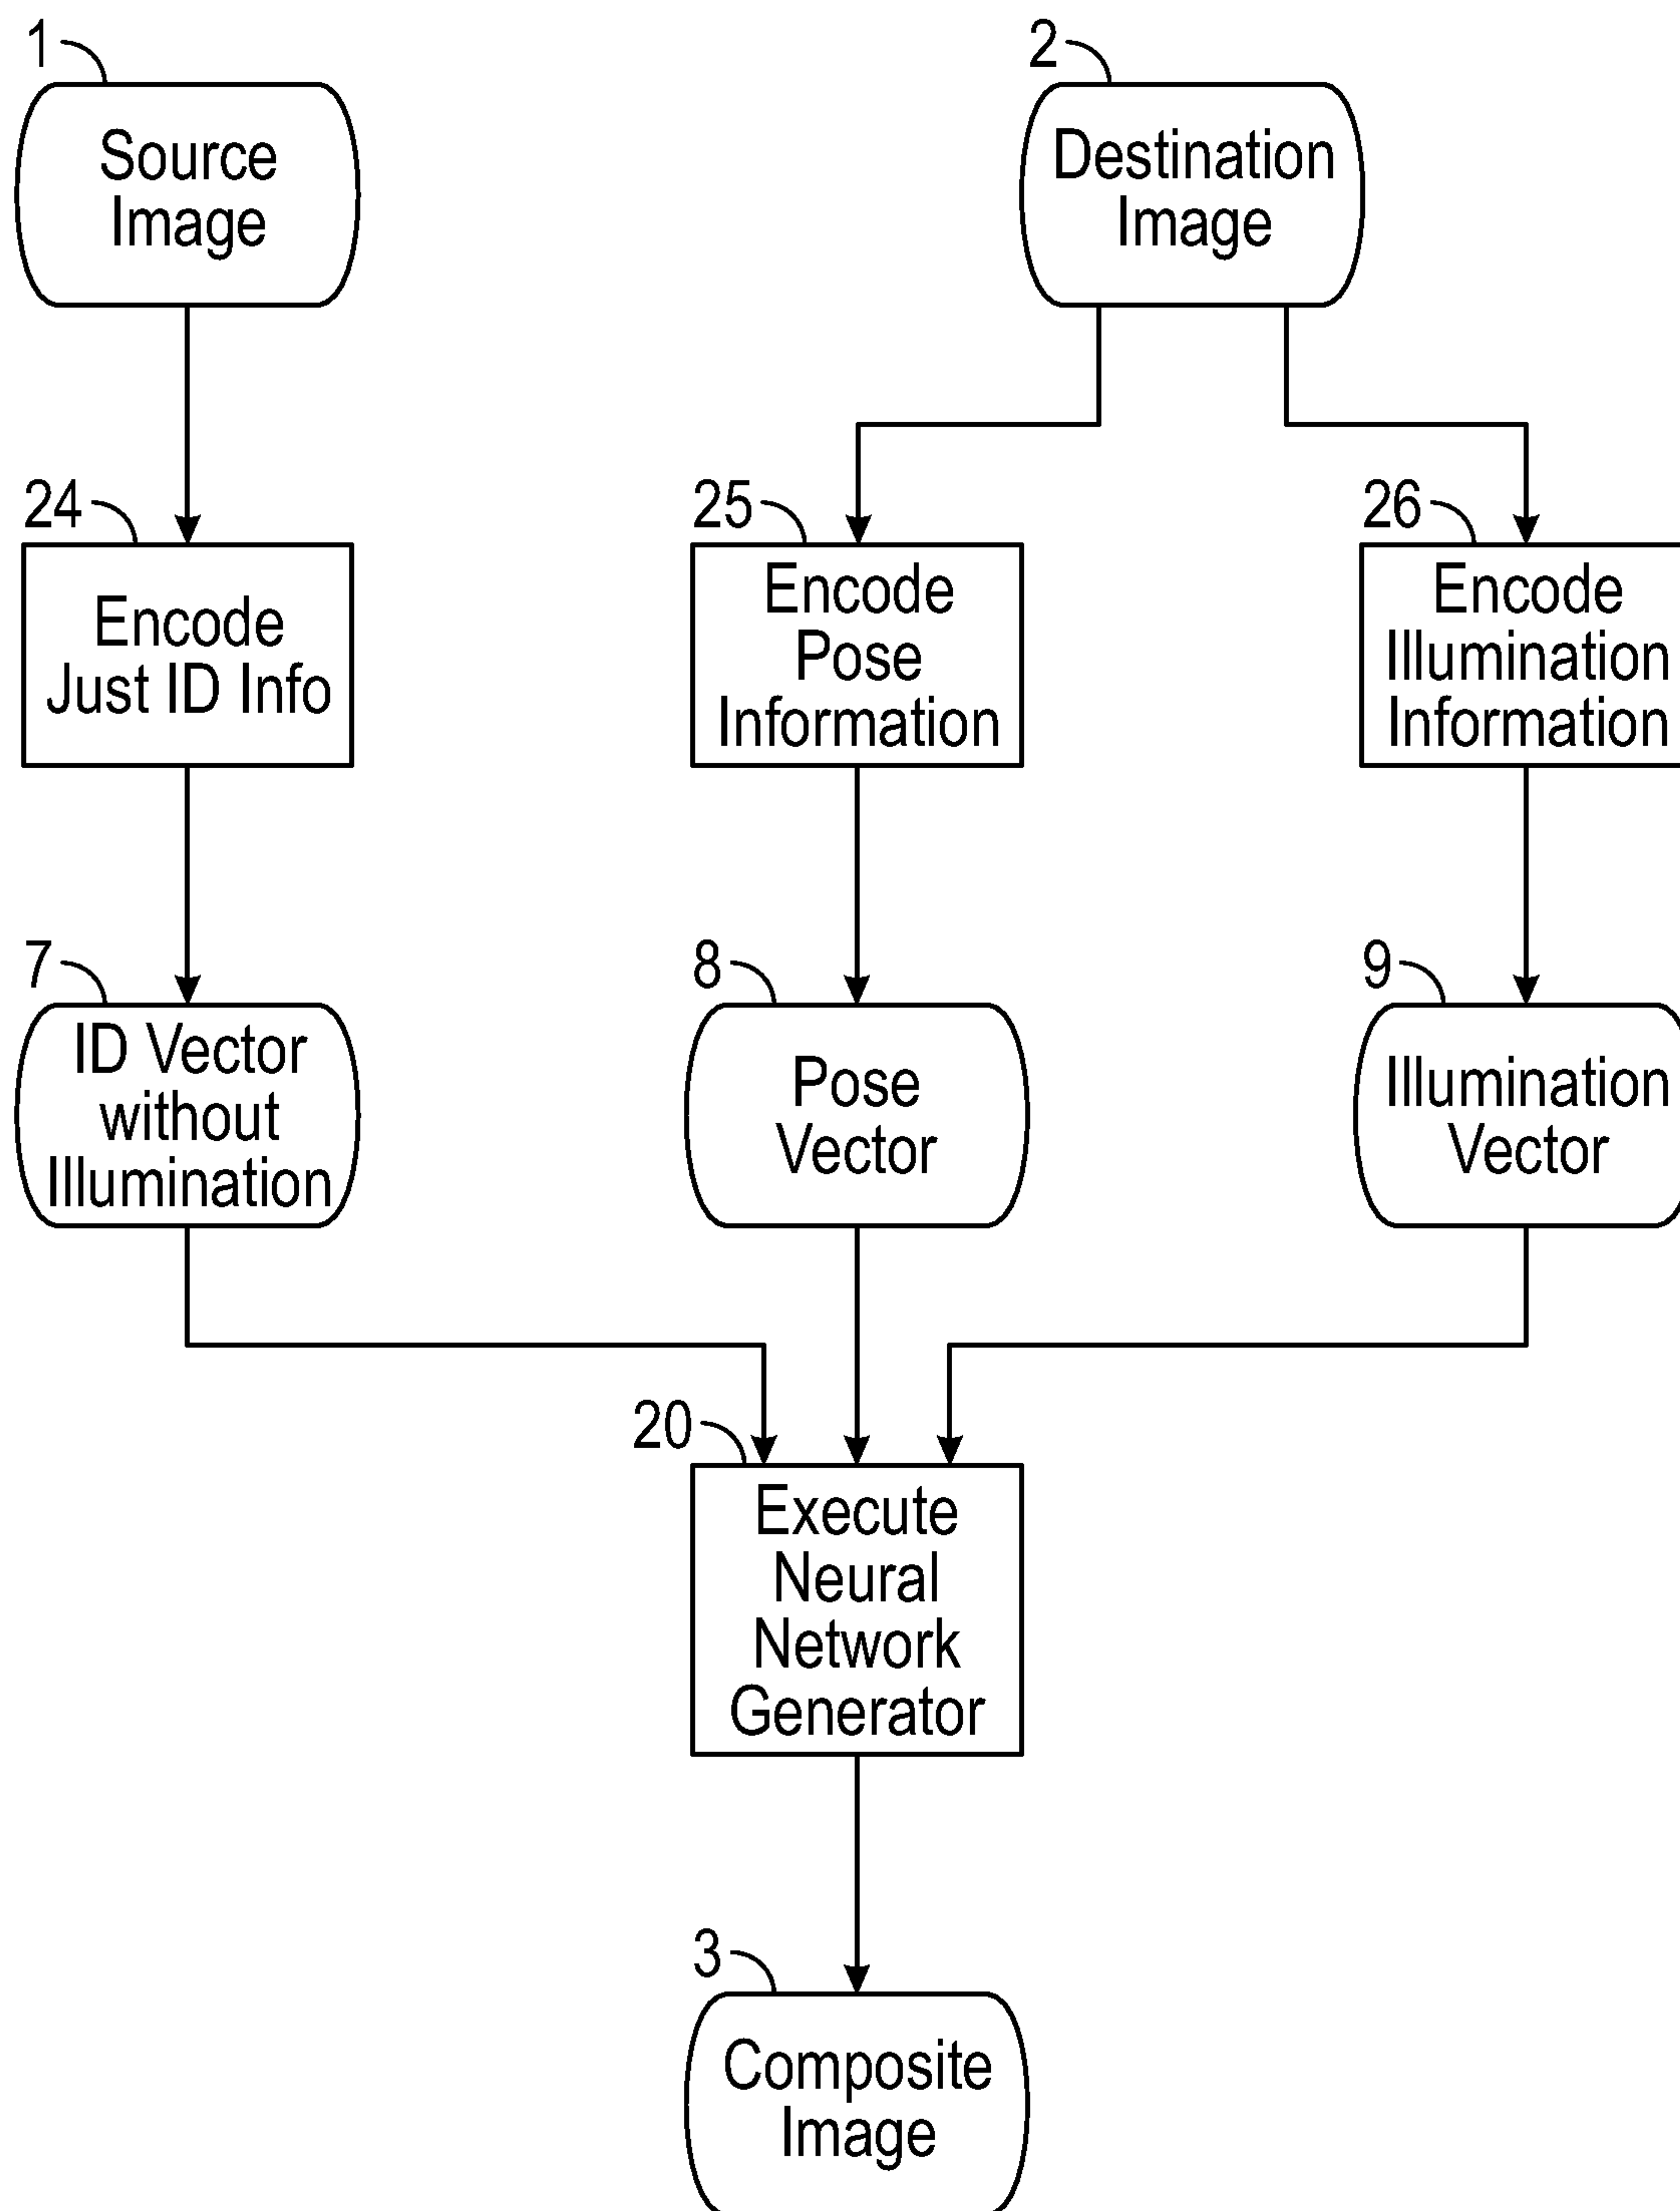 1
Source
Image
2
Destination
Image
24
Encode
Just ID Info
25
Encode
Pose
Information
26
Encode
Illumination
Information
7
ID Vector
without
Illumination
8
Pose
Vector
9
Illumination
Vector
20
Execute
Neural
Network
Generator
3
Composite
Image